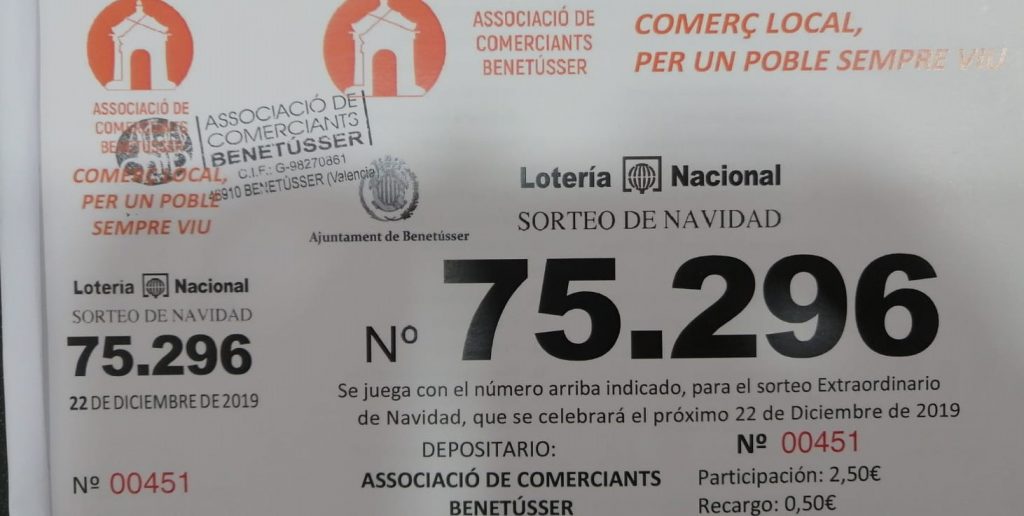 ASSOCIACIÓ DE
COMERCIANTS
BENETÚSSER
COMERÇ LOCAL,
PER UN POBLE
SEMPRE VIU
ASSOCIACIÓ DE
COMERCIANTS
BENETÚSSER
C.I.F.: G-98270861
46910 BENETÚSSER (Valencia)
Lotería Nacional
SORTEO DE NAVIDAD
75.296
22 DE DICIEMBRE DE 2019
Nº 00451
ASSOCIACIÓ DE
COMERCIANTS
BENETÚSSER
COMERÇ LOCAL,
PER UN POBLE SEMPRE VIU
Ajuntament de Benetússer
Lotería Nacional
SORTEO DE NAVIDAD
Nº 75.296
Se juega con el número arriba indicado, para el sorteo Extraordinario
de Navidad, que se celebrará el próximo 22 de Diciembre de 2019
DEPOSITARIO:
ASSOCIACIÓ DE COMERCIANTS
BENETÚSSER
Nº 00451
Participación: 2,50€
Recargo: 0,50€